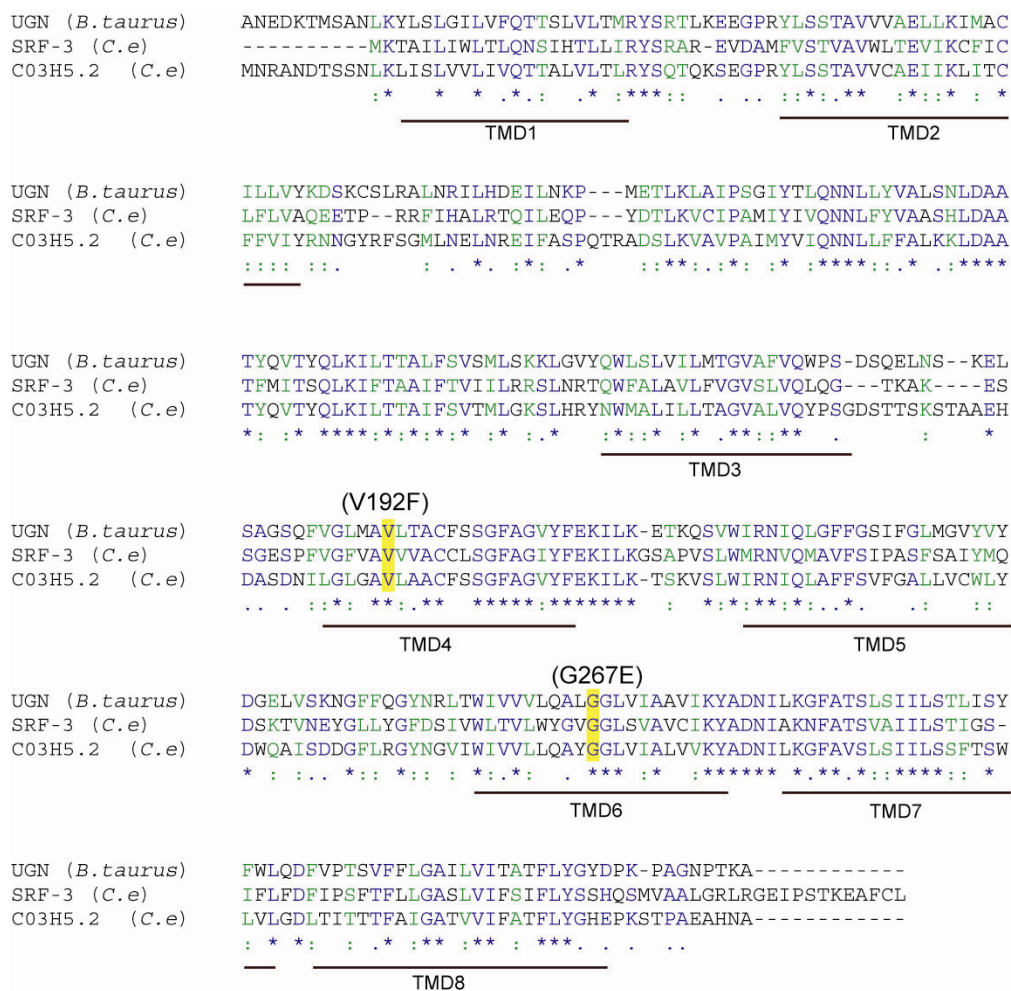 UGN (B.taurus) ANEDKTMSANLKYLSLGILVFQTTSLVLTMRYSRTLKEEGPRYLSSTAVVVAELLKIMAC
SRF-3 (C.e) ----------MKTAILIWLTLQNSIHTLLIRYSRAR-EVDAMFVSTVAVWLTEVIKCFIC
C03H5.2 (C.e) MNRANDTSSNLKLISLVVLIVQTTALVLTLRYSQTQKSEGPRYLSSTAVVCAEIIKLITC
:* * * .*: * ***:: . . ::*:** *::* *
TMD1 TMD2
UGN (B.taurus) ILLVYKDSKCSLRALNRILHDEILNKP---METLKLAIPSGIYTLQNNLLYVALSNLDAA
SRF-3 (C.e) LFLVAQEETP--RRFIHALRTQILEQP---YDTLKVCIPAMIYIVQNNLFYVAASHLDAA
C03H5.2 (C.e) FFVIYRNNGYRFSGMLNELNREIFASPQTRADSLKVAVPAIMYVIQNNLLFFALKKLDAA
:::: ::. : . *. :*: .* ::**:.:*: :* :****::.* .:****
TMD1 TMD2
UGN (B.taurus) TYQVTYQLKILTTALFSVSMLSKKLGVYQWLSLVILMTGVAFVQWPS-DSQELNS--KEL
SRF-3 (C.e) TFMITSQLKIFTAAIFTVIILRRSLNRTQWFALAVLFVGVSLVQLQG---TKAK----ES
C03H5.2 (C.e) TYQVTYQLKILTTAIFSVTMLGKSLHRYNWMALILLTAGVALVQYPSGDSTTSKSTAAEH
*: :* ****:*:*:*:* :* :.* :*::* :* .**::** . : *
TMD3
(V192F)
UGN (B.taurus) SAGSQFVGLMAVLTACFSSGFAGVYFEKILK-ETKQSVWIRNIQLGFFGSIFGLMGVYVY
SRF-3 (C.e) SGESPFVGFVAVVVACCLSGFAGIYFEKILKGSAPVSLWMRNVQMAVFSIPASFSAIYMQ
C03H5.2 (C.e) DASDNILGLGAVLAACFSSGFAGVYFEKILK-TSKVSLWIRNIQLAFFSVFGALLVCWLY
.. . ::*: **:.** *****:******* : *:*:**:*:..*. .: ::
TMD4 TMD5
(G267E)
UGN (B.taurus) DGELVSKNGFFQGYNRLTWIVVVLQALGGLVIAAVIKYADNILKGFATSLSIILSTLISY
SRF-3 (C.e) DSKTVNEYGLLYGFDSIVWLTVLWYGVGGLSVAVCIKYADNIAKNFATSVAIILSTIGS-
C03H5.2 (C.e) DWQAISDDGFLRGYNGVIWIVVLLQAYGGLVIALVVKYADNILKGFAVSLSIILSSFTSW
* : :.. *:: *:: : *:.*: . *** :* :****** *.**.*::****:: *
TMD6 TMD7
UGN (B.taurus) FWLQDFVPTSVFFLGAILVITATFLYGYDPK-PAGNPTKA------------
SRF-3 (C.e) IFLFDFIPSFTFLLGASLVIFSIFLYSSHQSMVAALGRLRGEIPSTKEAFCL
C03H5.2 (C.e) LVLGDLTITTTFAIGATVVIFATFLYGHEPKSTPAEAHNA------------
: * *: : .* :** :** : ***. . . ..
TMD8